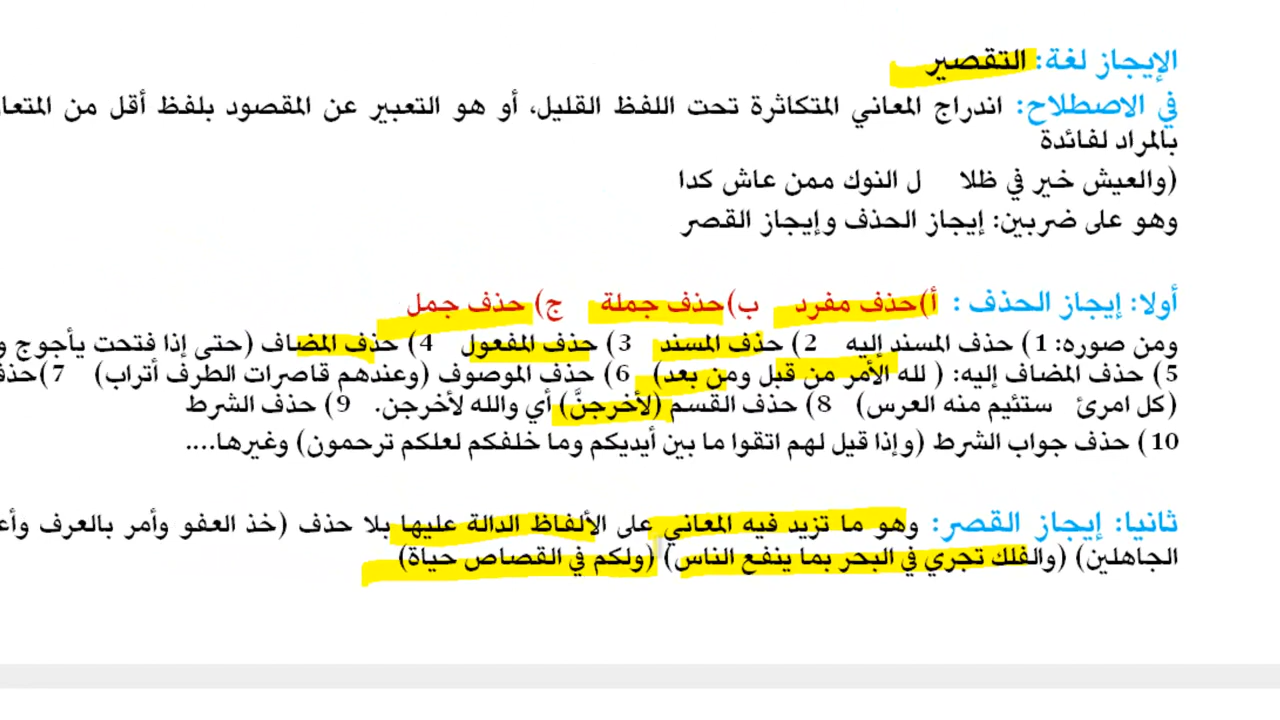 الإيجاز لغة: التقصير
في الاصطلاح: اندراج المعاني المتكاثرة تحت اللفظ القليل، أو هو التعبير عن المقصود بلفظ أقل من
بالمراد لفائدة
(والعيش خير في ظلا ل النوك ممن عاش كدا
وهو على ضربين: إيجاز الحذف وإيجاز القصر
أولا: إيجاز الحذف : أ)حذف مفرد ب)حذف جملة ج) حذف جمل
ومن صوره: 1) حذف المسند إليه 2) حذف المسند 3) حذف المفعول 4) حذف المضاف (حتى إذا فتحت يأجوج و
5) حذف المضاف إليه: ( لله الأمر من قبل ومن بعد) 6) حذف الموصوف (وعندهم قاصرات الطرف أتراب) 7)حذف
(كل امرئ ستئيم منه العرس) 8) حذف القسم (لأخرجنَّ) أي والله لأخرجن. 9) حذف الشرط
10) حذف جواب الشرط (وإذا قيل لهم اتقوا ما بين أيديكم وما خلفكم لعلكم ترحمون) وغيرها....
ثانيا: إيجاز القصر: وهو ما تزيد فيه المعاني على الألفاظ الدالة عليها بلا حذف (خذ العفو وأمر بالعرف
الجاهلين) (والفلك تجري في البحر بما ينفع الناس) (ولكم في القصاص حياة)